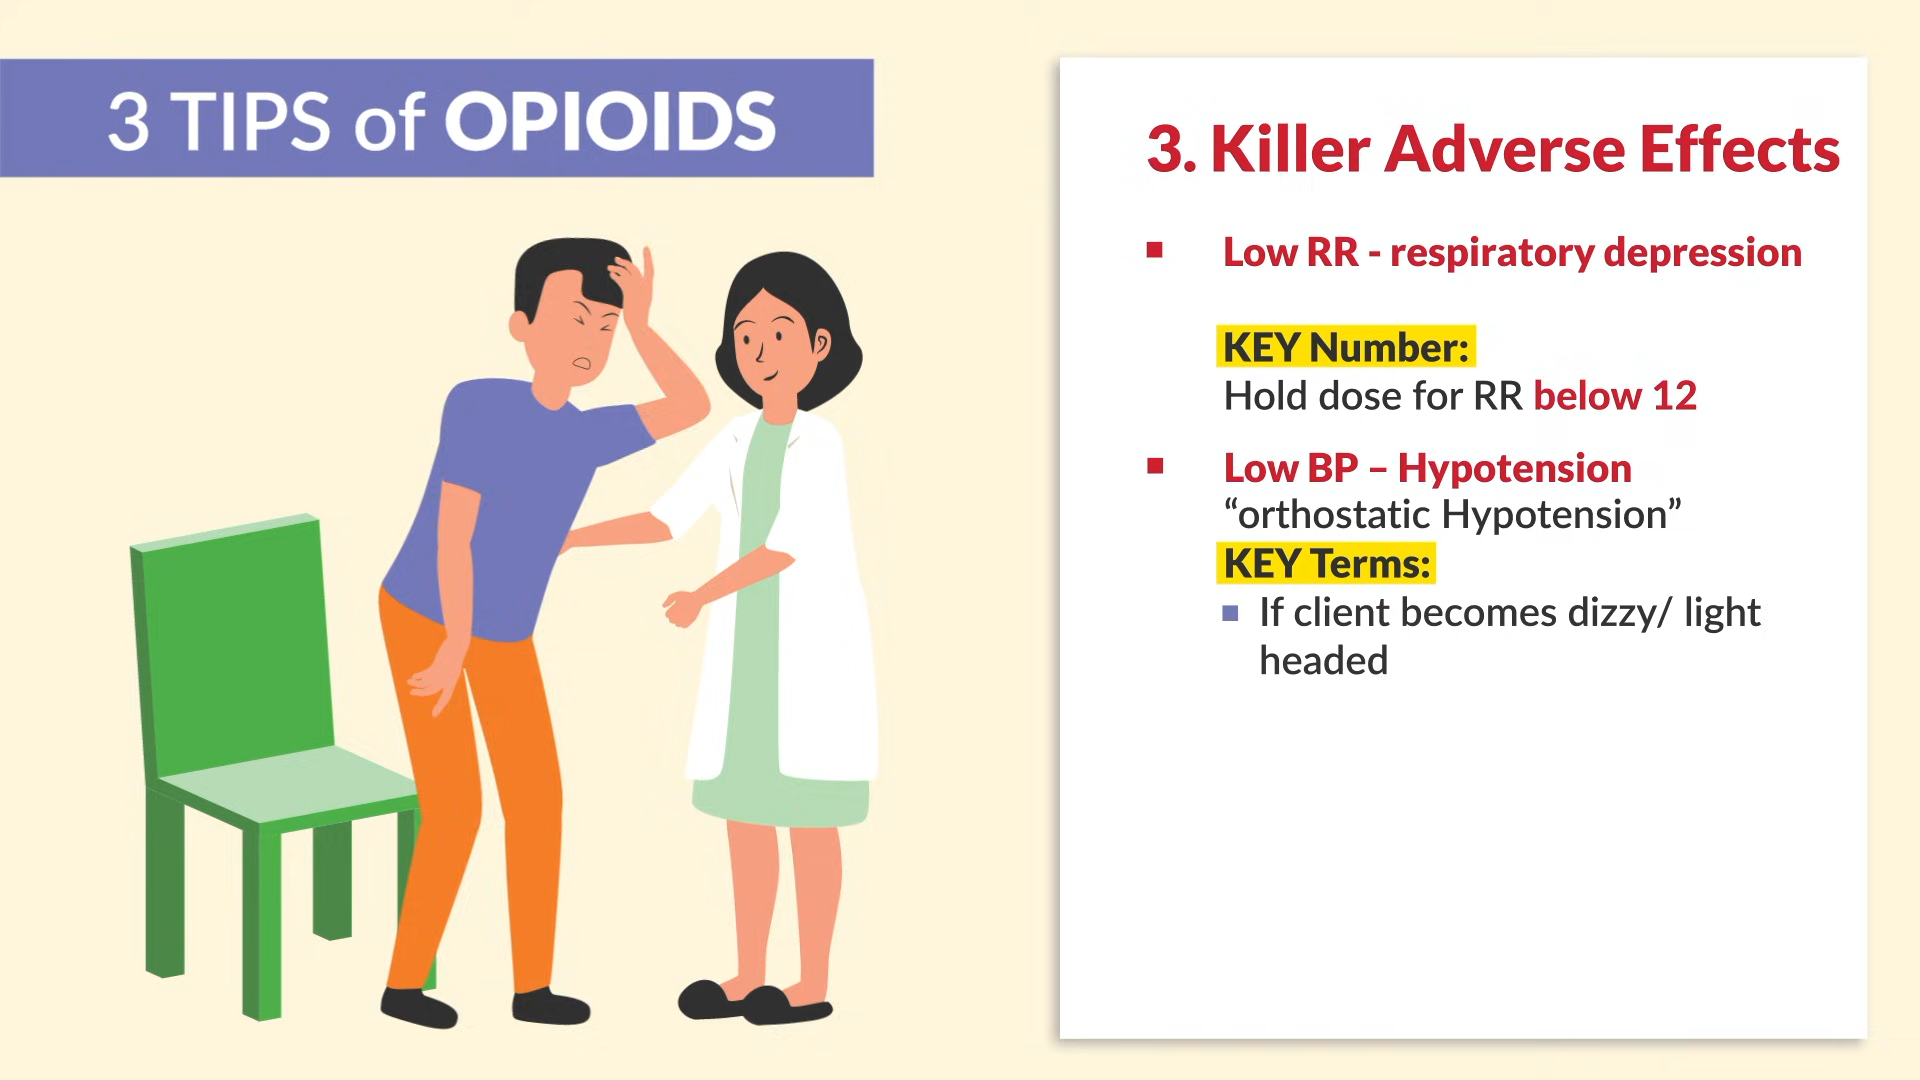 3 TIPS of OPIOIDS
3. Killer Adverse Effects
Low RR - respiratory depression
KEY Number:
Hold dose for RR below 12
Low BP – Hypotension
“orthostatic Hypotension”
KEY Terms:
If client becomes dizzy/ light
headed